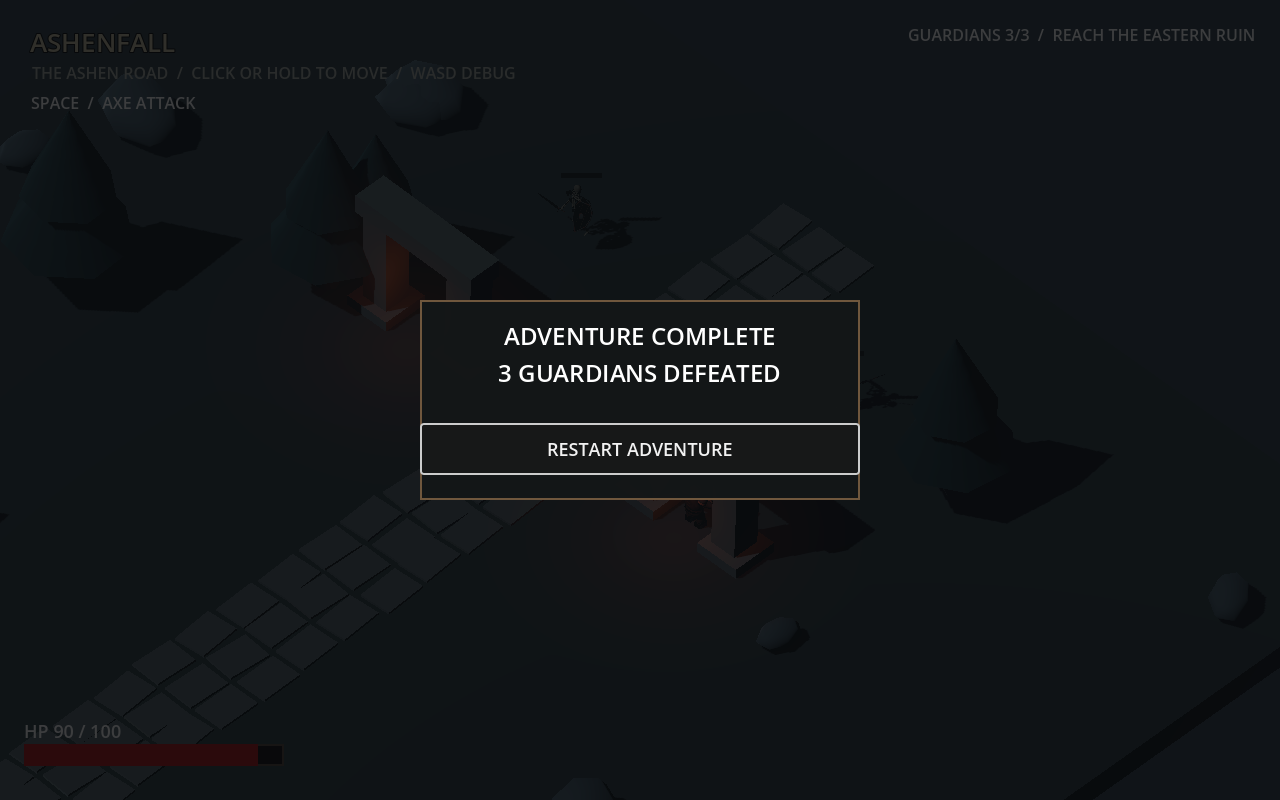 ASHENFALL
GUARDIANS 3/3 / REACH THE EASTERN RUIN
THE ASHEN ROAD / CLICK OR HOLD TO MOVE / WASD DEBUG
SPACE / AXE ATTACK
ADVENTURE COMPLETE
3 GUARDIANS DEFEATED
RESTART ADVENTURE
HP 90 / 100